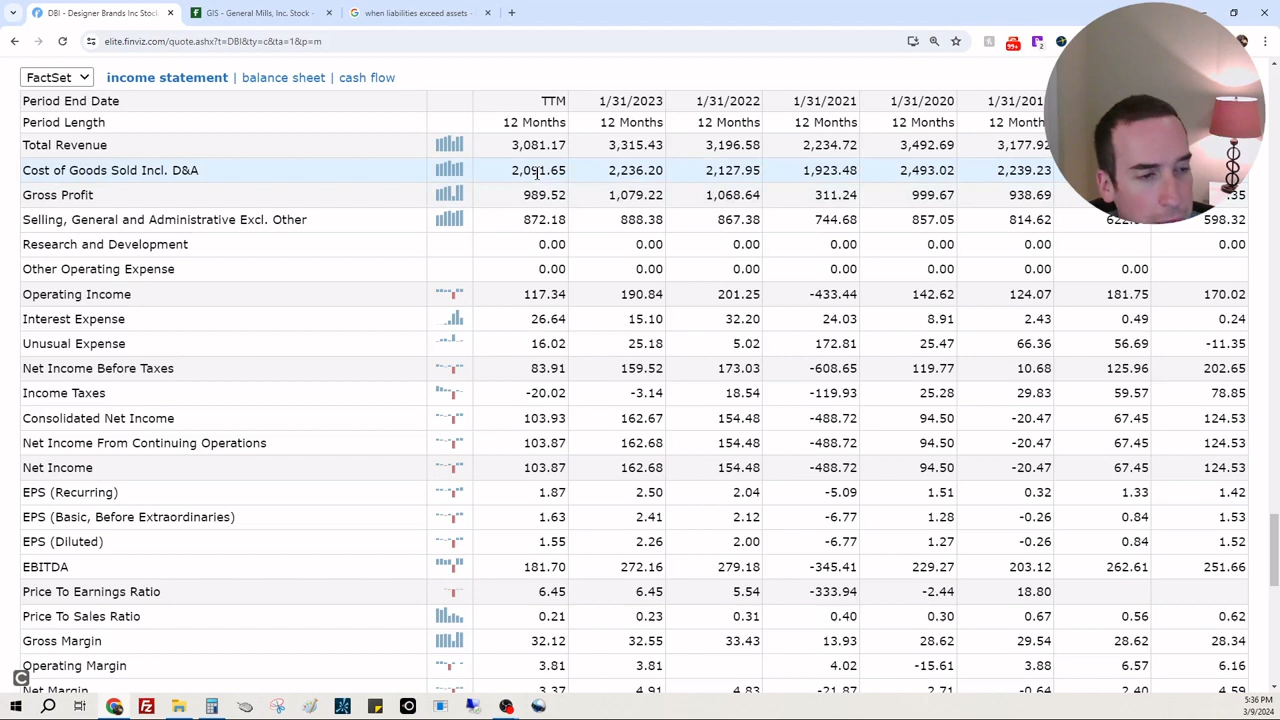 DBI - Designer Brands Inc Stoc
GIS - General Mills, Inc. Stock -
when liabilities exceed assets -
elite.finviz.com/quote.ashx?t=DBI&ty=c&ta=1&p=m
99+
2
FactSet income statement | balance sheet | cash flow
Period End Date TTM 1/31/2023 1/31/2022 1/31/2021 1/31/2020
Period Length 12 Months 12 Months 12 Months 12 Months 12 Months
Total Revenue 3,081.17 3,315.43 3,196.58 2,234.72 3,492.69 3,177.92
Cost of Goods Sold Incl. D&A 2,091.65 2,236.20 2,127.95 1,923.48 2,493.02 2,239.23
Gross Profit 989.52 1,079.22 1,068.64 311.24 999.67 938.69
Selling, General and Administrative Excl. Other 872.18 888.38 867.38 744.68 857.05 814.62 598.32
Research and Development 0.00 0.00 0.00 0.00 0.00 0.00
Other Operating Expense 0.00 0.00 0.00 0.00 0.00 0.00
Operating Income 117.34 190.84 201.25 -433.44 142.62 124.07 181.75 170.02
Interest Expense 26.64 15.10 32.20 24.03 8.91 2.43 0.49 0.24
Unusual Expense 16.02 25.18 5.02 172.81 25.47 66.36 56.69 -11.35
Net Income Before Taxes 83.91 159.52 173.03 -608.65 119.77 10.68 125.96 202.65
Income Taxes -20.02 -3.14 18.54 -119.93 25.28 29.83 59.57 78.85
Consolidated Net Income 103.93 162.67 154.48 -488.72 94.50 -20.47 67.45 124.53
Net Income From Continuing Operations 103.87 162.68 154.48 -488.72 94.50 -20.47 67.45 124.53
Net Income 103.87 162.68 154.48 -488.72 94.50 -20.47 67.45 124.53
EPS (Recurring) 1.87 2.50 2.04 -5.09 1.51 0.32 1.33 1.42
EPS (Basic, Before Extraordinaries) 1.63 2.41 2.12 -6.77 1.28 -0.26 0.84 1.53
EPS (Diluted) 1.55 2.26 2.00 -6.77 1.27 -0.26 0.84 1.52
EBITDA 181.70 272.16 279.18 -345.41 229.27 203.12 262.61 251.66
Price To Earnings Ratio 6.45 6.45 5.54 -333.94 -2.44 18.80
Price To Sales Ratio 0.21 0.23 0.31 0.40 0.30 0.67 0.56 0.62
Gross Margin 32.12 32.55 33.43 13.93 28.62 29.54 28.62 28.34
Operating Margin 3.81 3.81 4.02 -15.61 3.88 6.57 6.16
Net Margin 3.37 4.91 4.83 -21.87 2.71 -0.64 2.40 4.59
5:36 PM
3/9/2024